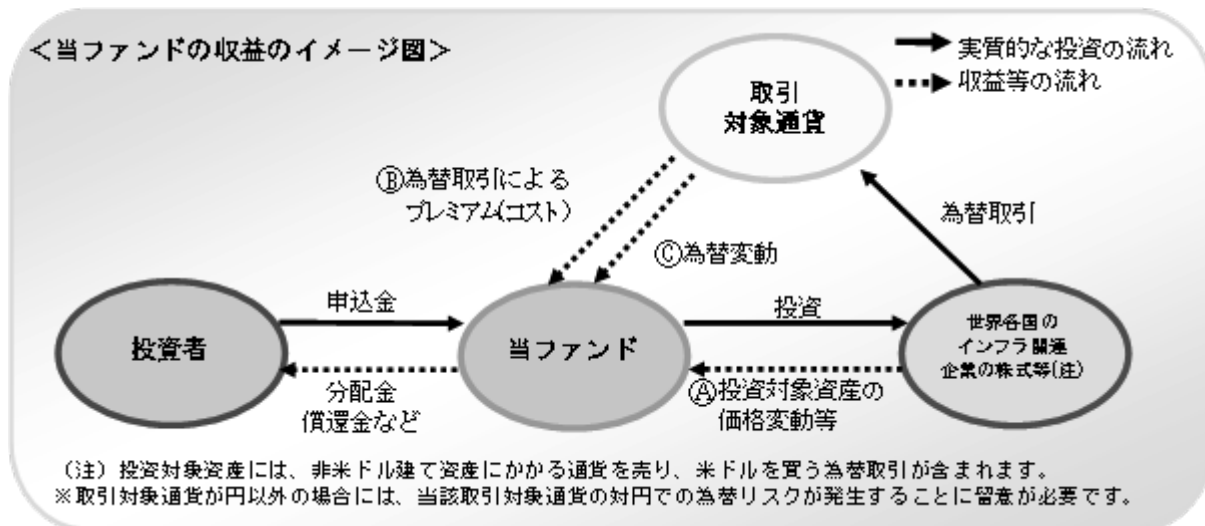 ＜当ファンドの収益のイメージ図＞
実質的な投資の流れ
収益等の流れ
取引
対象通貨
Ⓑ為替取引による
プレミアム(コスト)
Ⓒ為替変動
為替取引
申込金
投資
投資者
当ファンド
世界各国の
インフラ関連
企業の株式等(注)
分配金
償還金など
Ⓐ投資対象資産の
価格変動等
（注）投資対象資産には、非米ドル建て資産にかかる通貨を売り、米ドルを買う為替取引が含まれます。
※取引対象通貨が円以外の場合には、当該取引対象通貨の対円での為替リスクが発生することに留意が必要です。